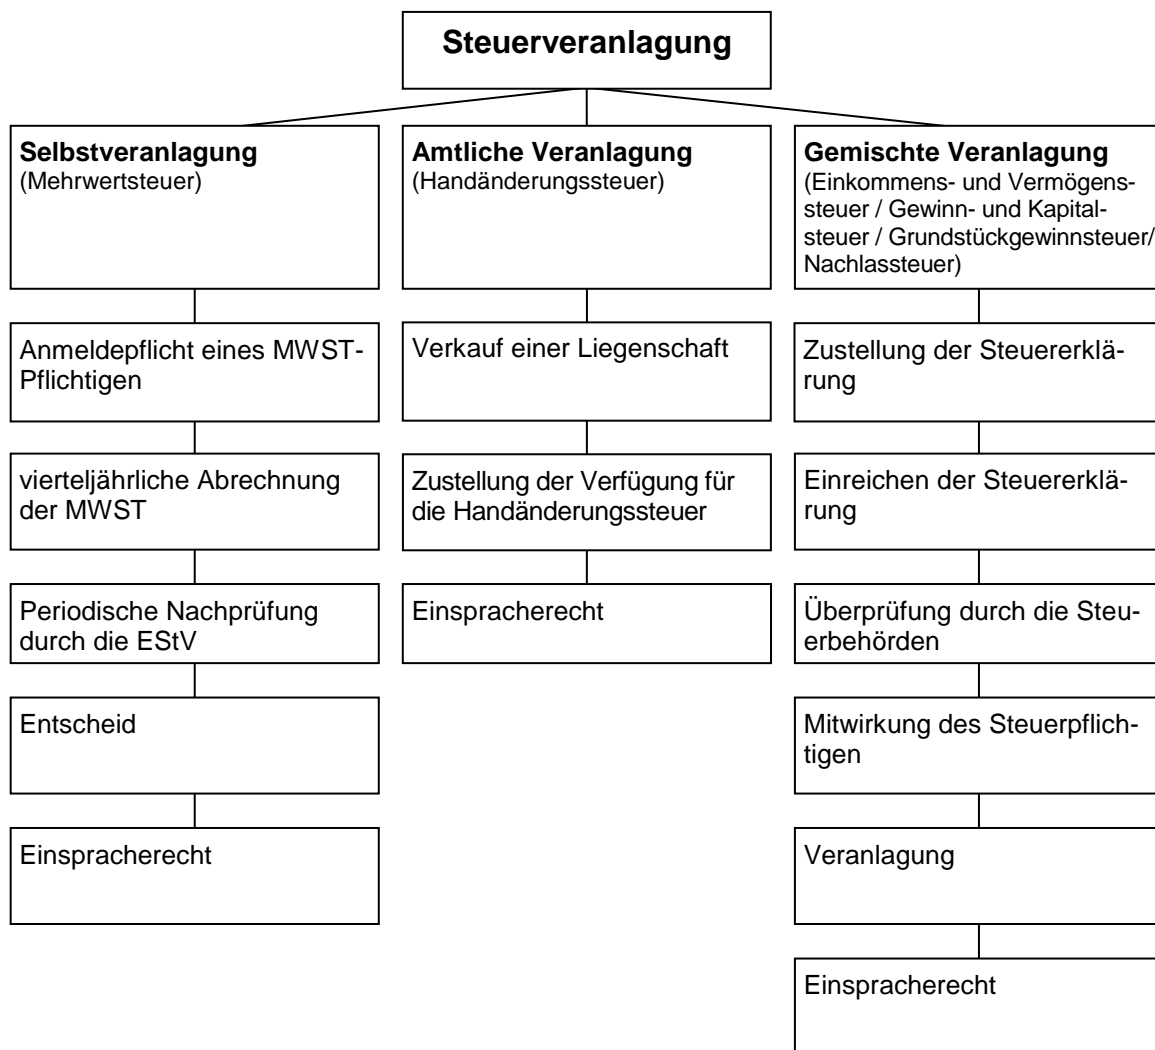 Steuerveranlagung
Selbstveranlagung
(Mehrwertsteuer)
Anmeldepflicht eines MWST-
Pflichtigen
vierteljährliche Abrechnung
der MWST
Periodische Nachprüfung
durch die EStV
Entscheid
Einspracherecht
Amtliche Veranlagung
(Handänderungssteuer)
Verkauf einer Liegenschaft
Zustellung der Verfügung für
die Handänderungssteuer
Einspracherecht
Gemischte Veranlagung
(Einkommens- und Vermögens-
steuer / Gewinn- und Kapital-
steuer / Grundstückgewinnsteuer/
Nachlassteuer)
Zustellung der Steuererklä-
rung
Einreichen der Steuererklä-
rung
Überprüfung durch die Steu-
erbehörden
Mitwirkung des Steuerpflich-
tigen
Veranlagung
Einspracherecht